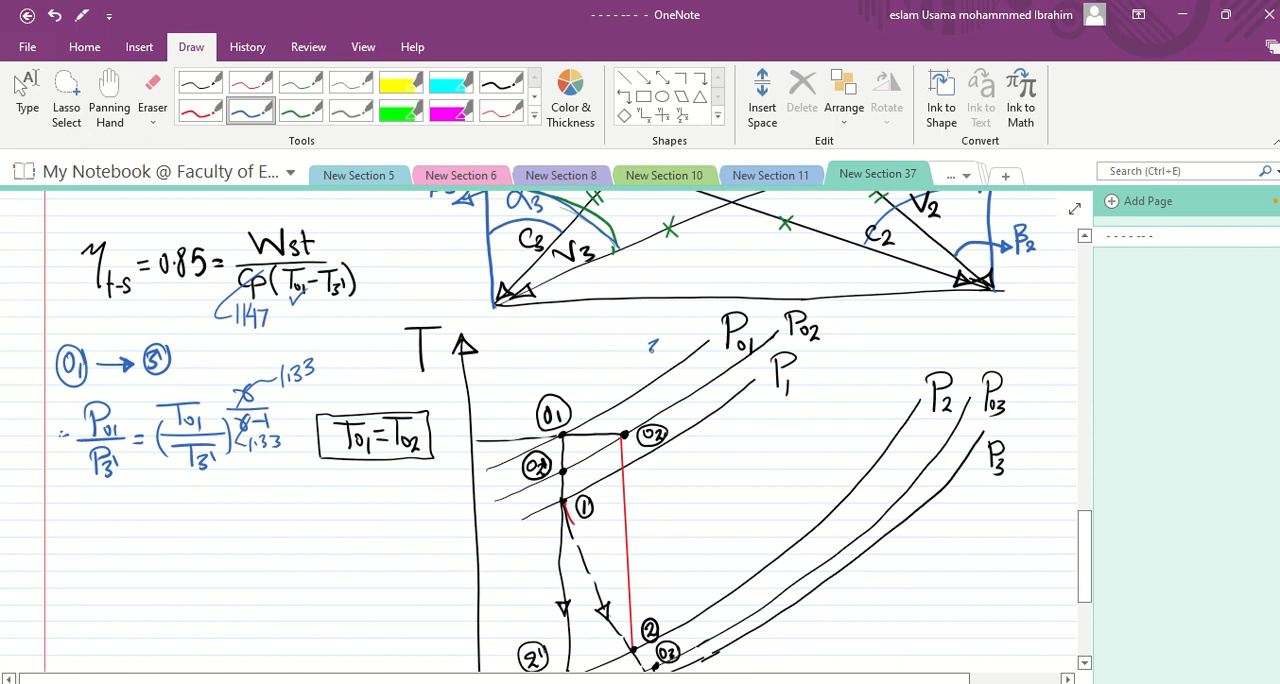 - - - - -- - - OneNote
eslam Usama mohammmed Ibrahim
File Home Insert Draw History Review View Help
Type
Lasso Select
Panning Hand
Eraser
Color & Thickness
Insert Space
Delete
Arrange
Rotate
Ink to Shape
Ink to Text
Ink to Math
Tools
Shapes
Edit
Convert
My Notebook @ Faculty of E...
New Section 5
New Section 6
New Section 8
New Section 10
New Section 11
New Section 37
...
Search (Ctrl+E)
Add Page
- - - - -- - -
α3
V2
C3
V3
C2
β2
η t-s = 0.85 = Wst / Cp(T01-T3')
1147
01 → 3'
∴ P01/P3' = (T01/T3')^(γ/(γ-1))
1.33
1.33
T01=T02
T
P01
P02
P1
P2
P03
P3
01
02
02'
1
2
03
2'